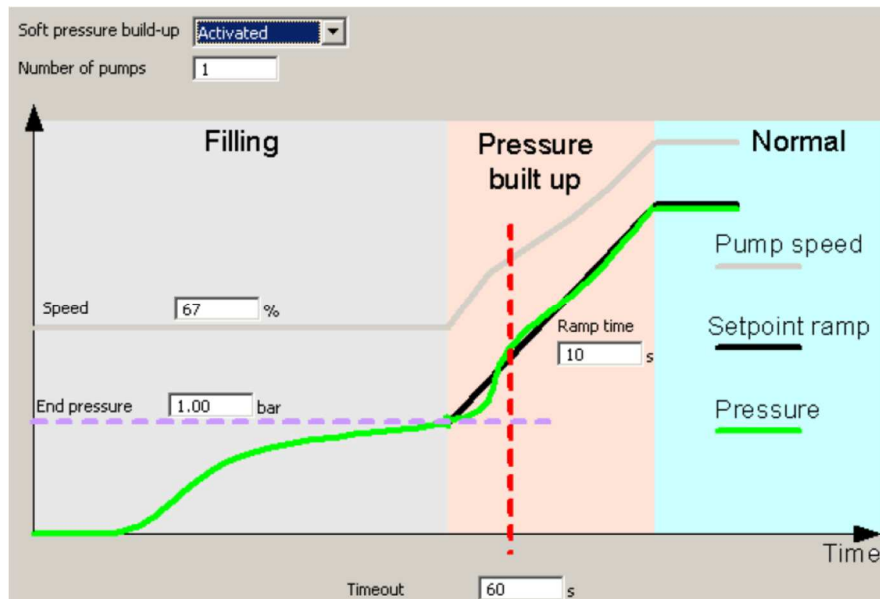 Soft pressure build-up Activated
Number of pumps 1
Filling
Pressure
built up
Normal
Pump speed
Speed 67 %
Setpoint ramp
Ramp time
10 s
End pressure 1.00 bar
Pressure
Time
Timeout 60 s